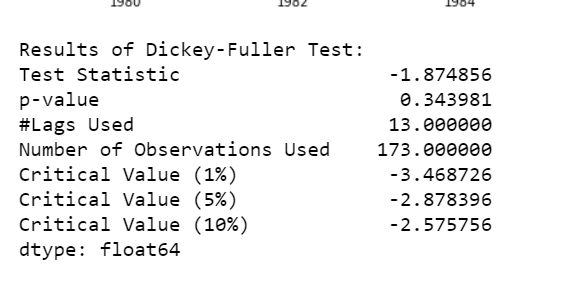 1980 1982 1984
Results of Dickey-Fuller Test:
Test Statistic -1.874856
p-value 0.343981
#Lags Used 13.000000
Number of Observations Used 173.000000
Critical Value (1%) -3.468726
Critical Value (5%) -2.878396
Critical Value (10%) -2.575756
dtype: float64